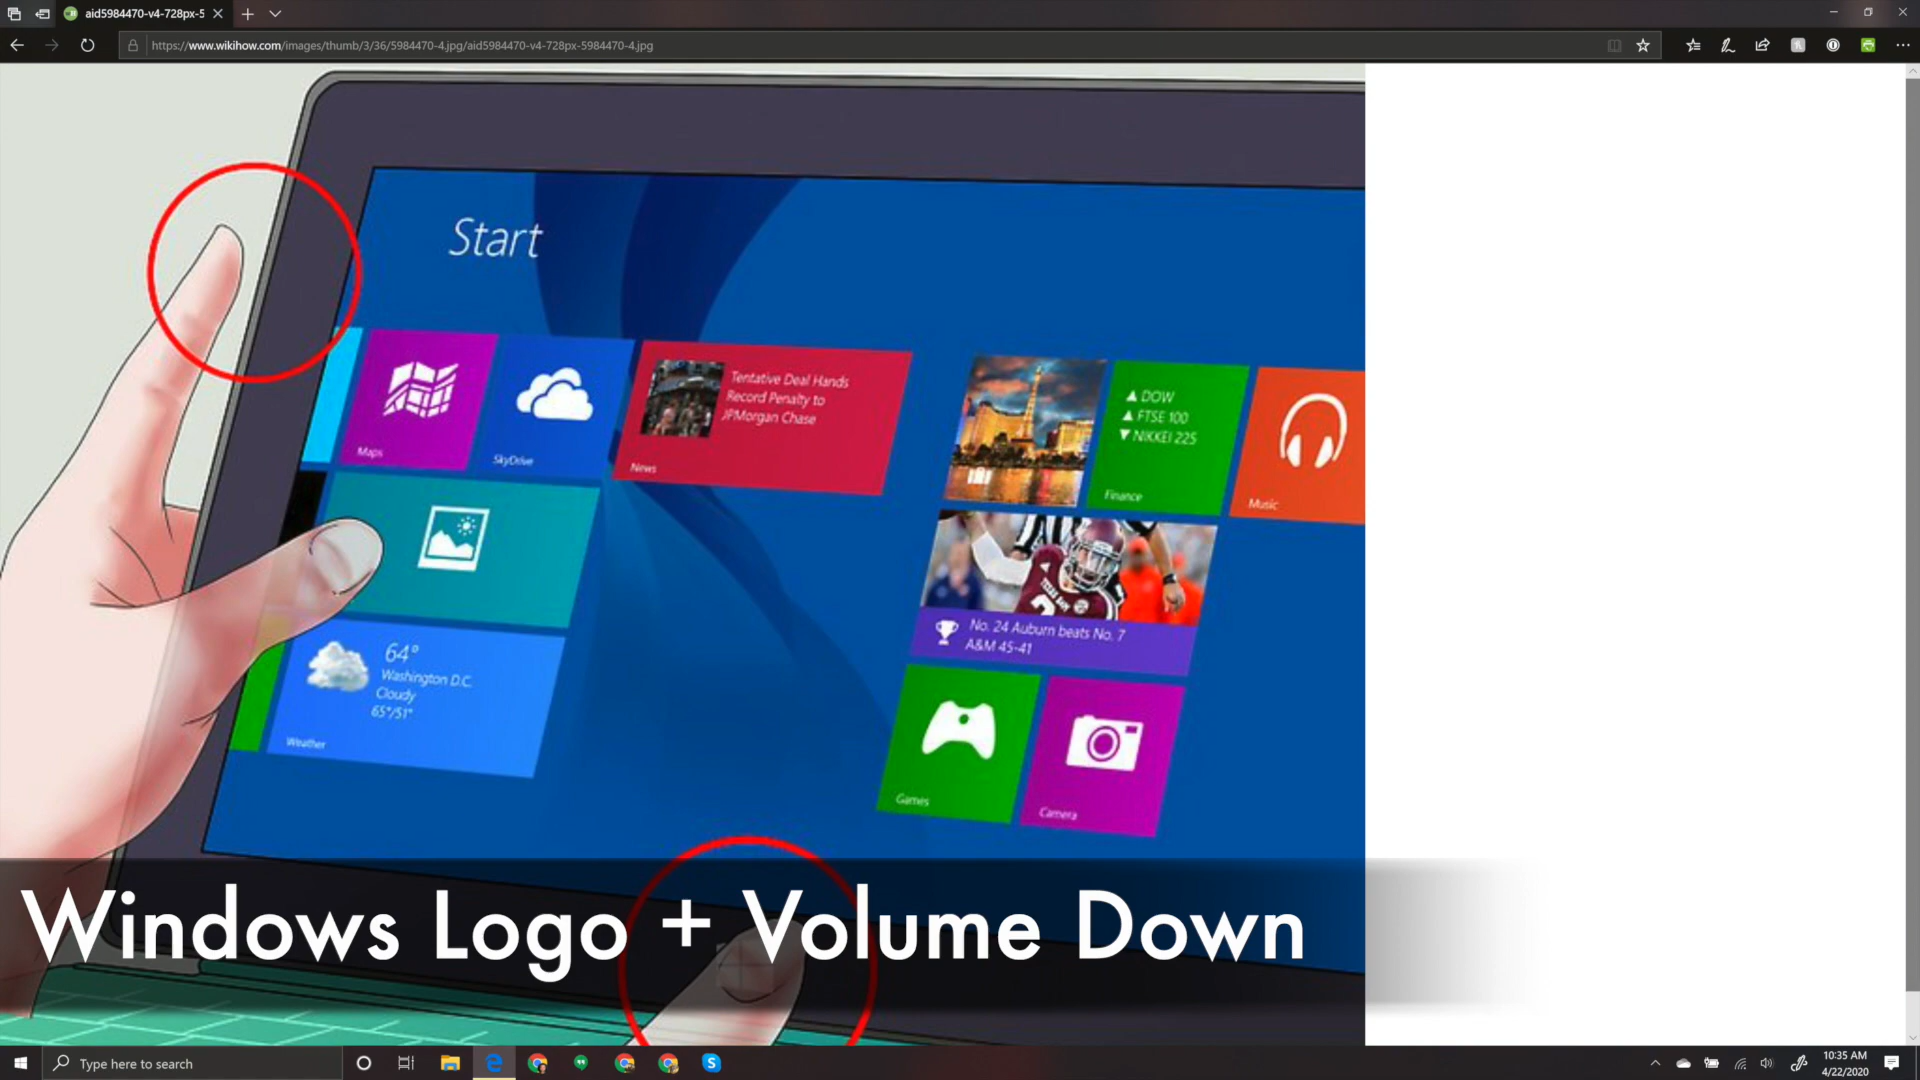 aid5984470-v4-728px-5
https://www.wikihow.com/images/thumb/3/36/5984470-4.jpg/aid5984470-v4-728px-5984470-4.jpg
Start
Maps
SkyDrive
Tentative Deal Hands
Record Penalty to
JPMorgan Chase
News
▲ DOW
▲ FTSE 100
▼ NIKKEI 225
Finance
Music
TEXAS A&M
No. 24 Auburn beats No. 7
A&M 45-41
64°
Washington D.C.
Cloudy
65°/51°
Weather
Games
Camera
Windows Logo + Volume Down
Type here to search
10:35 AM
4/22/2020